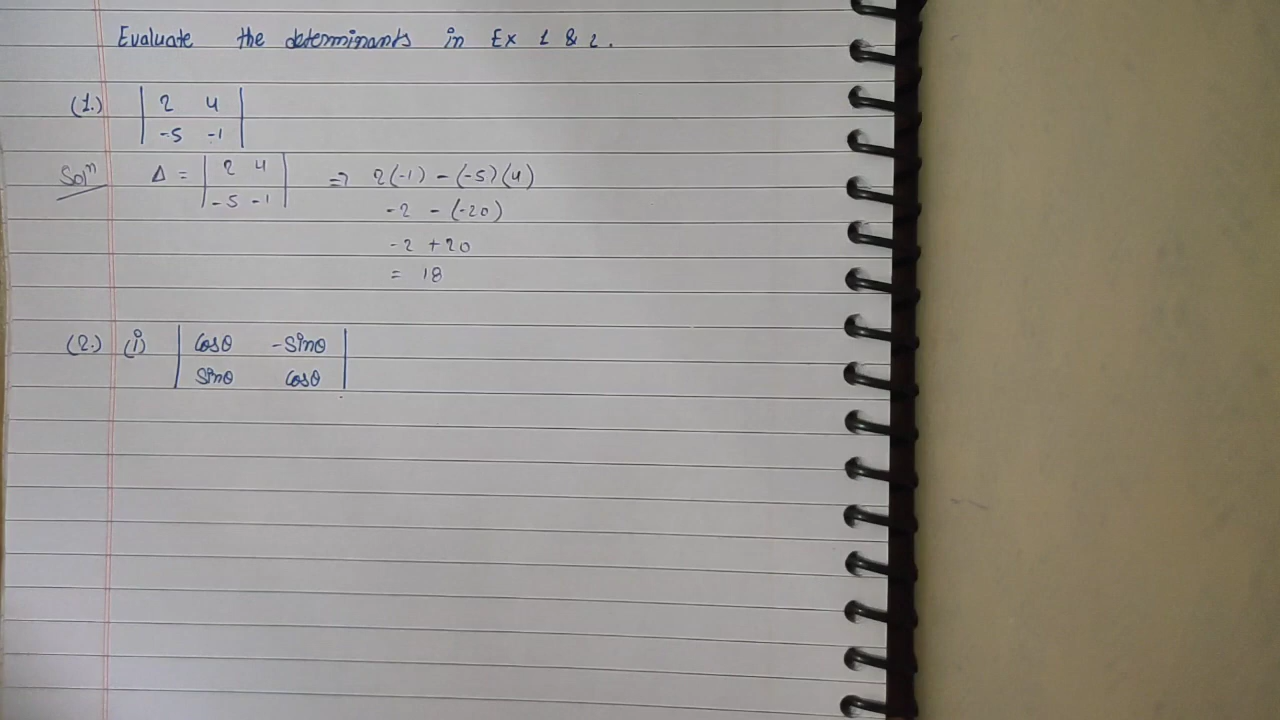 Evaluate the determinants in Ex 1 & 2.
(1.) | 2 4 |
| -5 -1 |
Solⁿ Δ = | 2 4 | ⇒ 2(-1) - (-5)(4)
| -5 -1 |
-2 - (-20)
-2 + 20
= 18
(2.) (i) | Cosθ -Sinθ |
| Sinθ Cosθ |